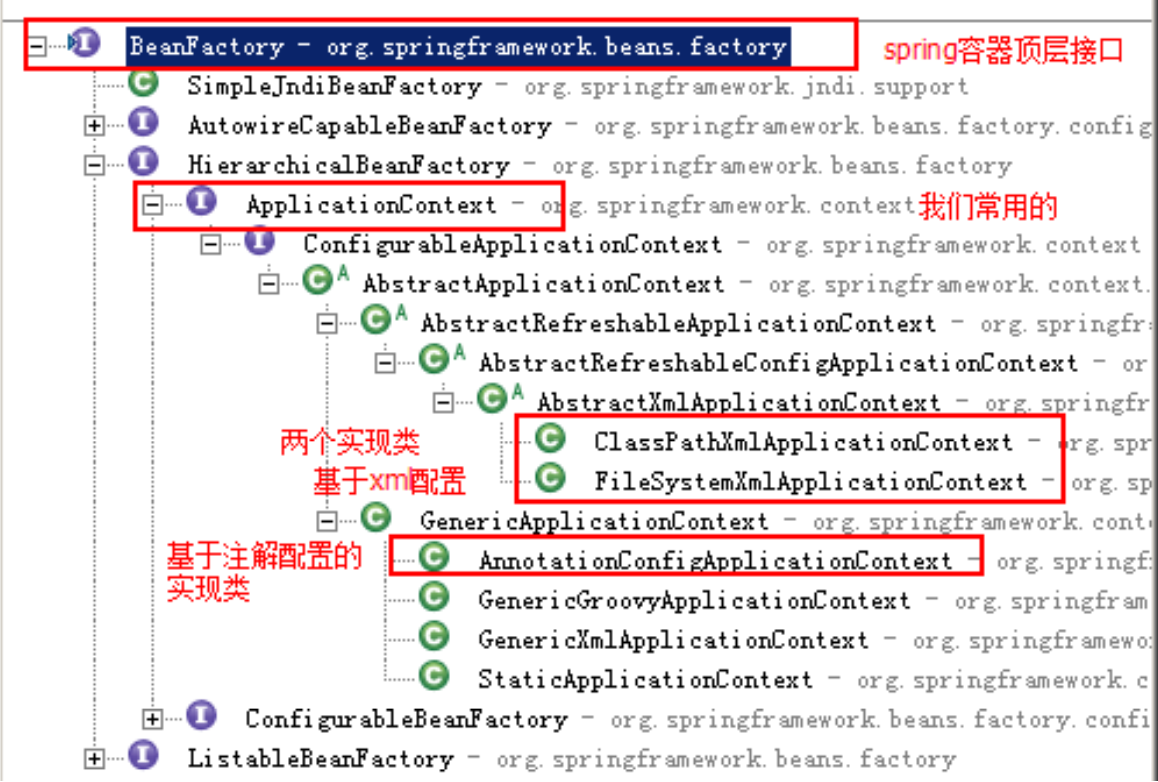 BeanFactory - org.springframework.beans.factory spring容器顶层接口
SimpleJndiBeanFactory - org.springframework.jndi.support
AutowireCapableBeanFactory - org.springframework.beans.factory.config
HierarchicalBeanFactory - org.springframework.beans.factory
ApplicationContext - org.springframework.context 我们常用的
ConfigurableApplicationContext - org.springframework.context
AbstractApplicationContext - org.springframework.context.
AbstractRefreshableApplicationContext - org.springfr
AbstractRefreshableConfigApplicationContext - or
AbstractXmlApplicationContext - org.springfr
两个实现类 ClassPathXmlApplicationContext - org.spr
基于xml配置 FileSystemXmlApplicationContext - org.sp
GenericApplicationContext - org.springframework.cont
基于注解配置的 AnnotationConfigApplicationContext - org.springf
实现类 GenericGroovyApplicationContext - org.springfram
GenericXmlApplicationContext - org.springframewo
StaticApplicationContext - org.springframework.c
ConfigurableBeanFactory - org.springframework.beans.factory.confi
ListableBeanFactory - org.springframework.beans.factory